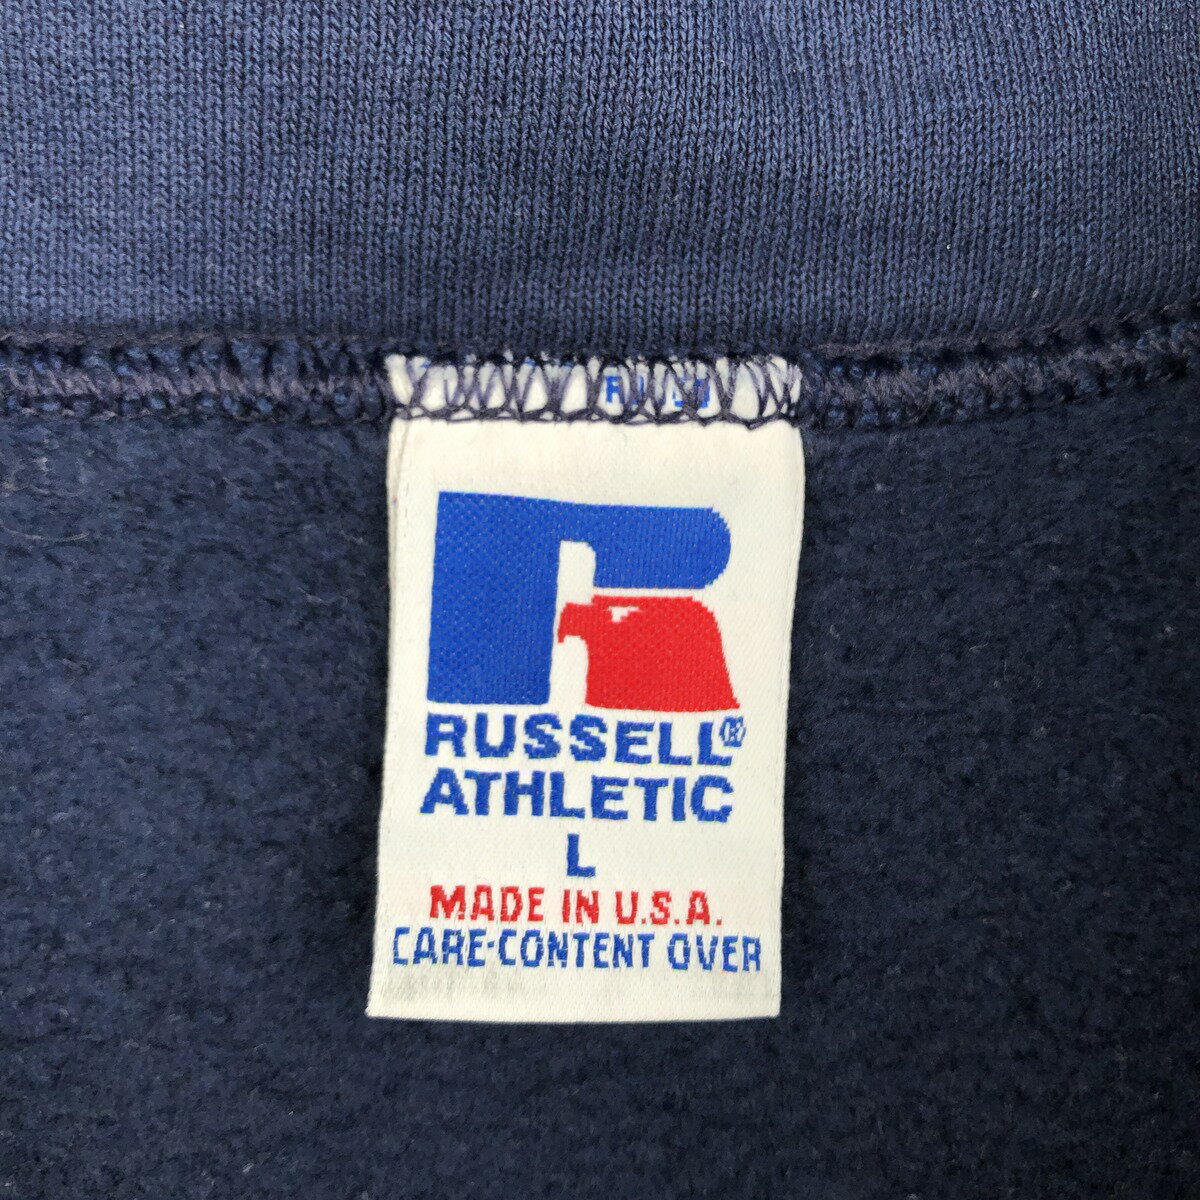 RUSSELL®
ATHLETIC
L
MADE IN U.S.A.
CARE-CONTENT OVER